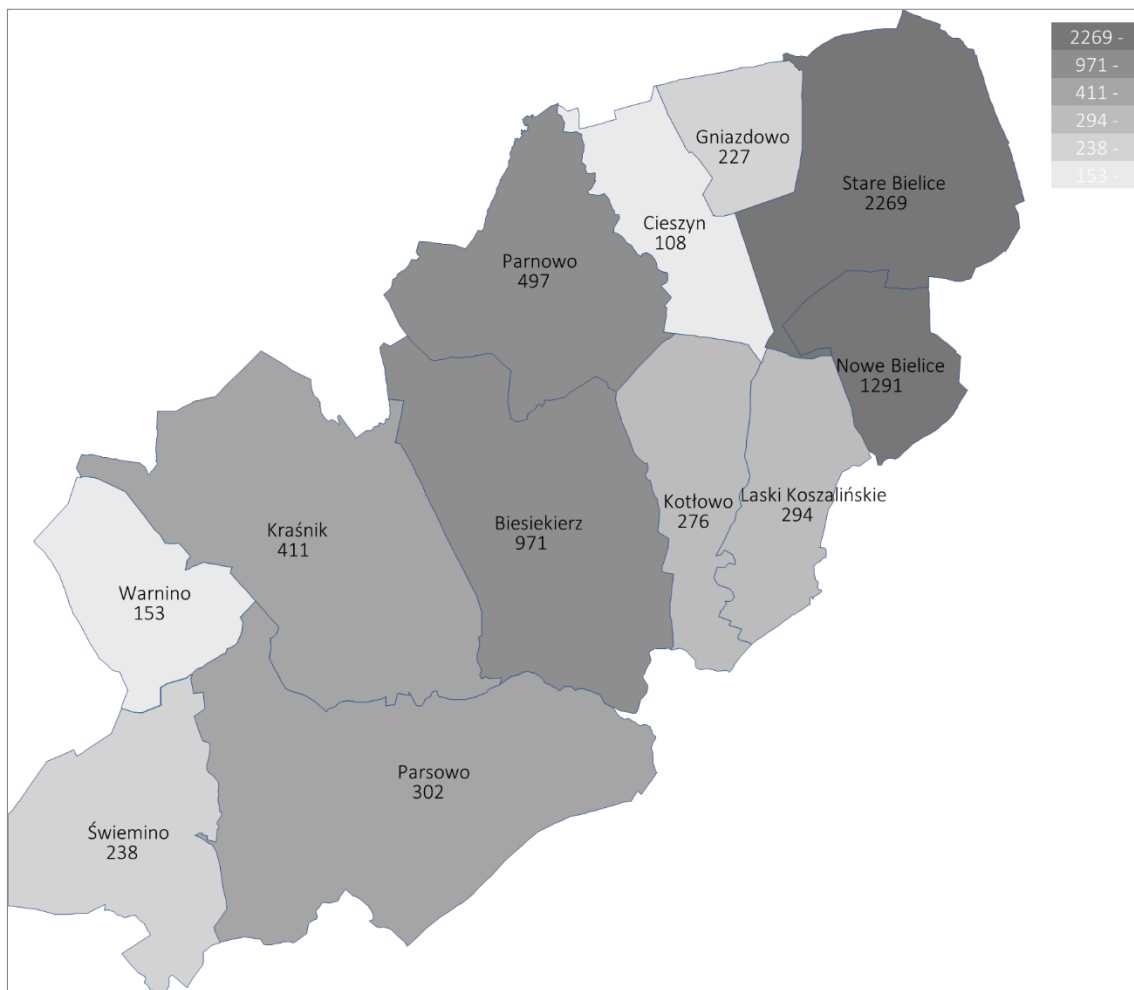 2269 -
971 -
411 -
294 -
238 -
153 -
Gniazdowo
227
Stare Bielice
2269
Cieszyn
108
Parnowo
497
Nowe Bielice
1291
Laski Koszalińskie
294
Kotłowo
276
Biesiekierz
971
Kraśnik
411
Warnino
153
Parsowo
302
Świemino
238